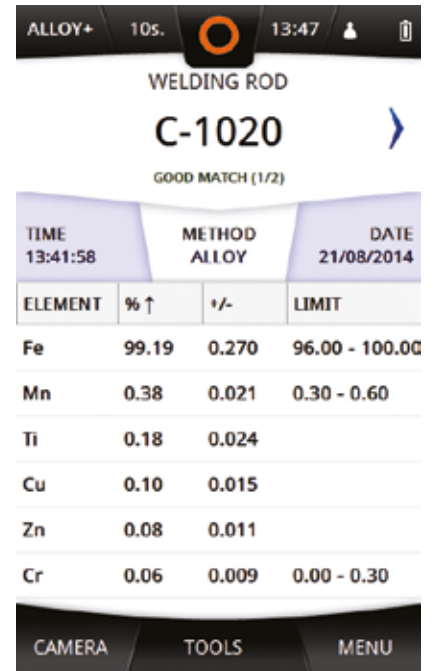 ALLOY+ 10s. 13:47
WELDING ROD
C-1020
GOOD MATCH (1/2)
TIME METHOD DATE
13:41:58 ALLOY 21/08/2014
ELEMENT % ↑ +/- LIMIT
Fe 99.19 0.270 96.00 - 100.00
Mn 0.38 0.021 0.30 - 0.60
Ti 0.18 0.024
Cu 0.10 0.015
Zn 0.08 0.011
Cr 0.06 0.009 0.00 - 0.30
CAMERA TOOLS MENU